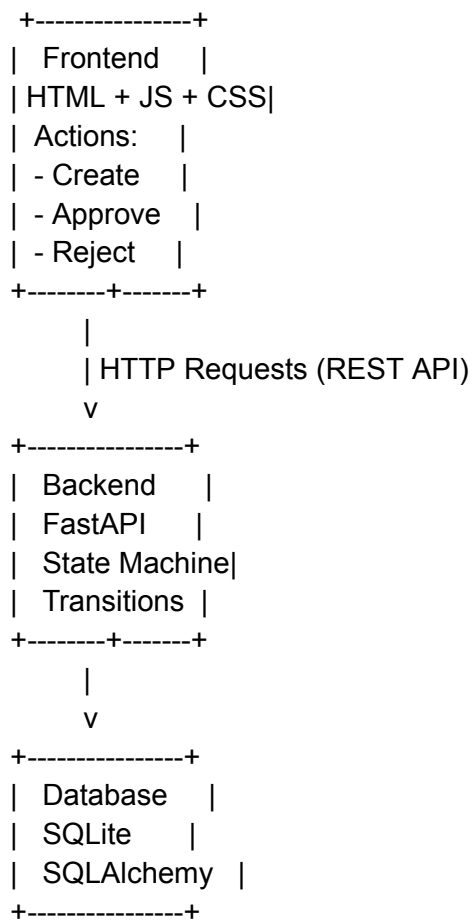 +----------------+
|   Frontend     |
| HTML + JS + CSS|
|  Actions:     |
|  - Create     |
|  - Approve    |
|  - Reject     |
+--------+-------+
|
| HTTP Requests (REST API)
v
+----------------+
|   Backend      |
|   FastAPI      |
|   State Machine|
|   Transitions  |
+--------+-------+
|
v
+----------------+
|   Database     |
|   SQLite       |
|   SQLAlchemy   |
+----------------+